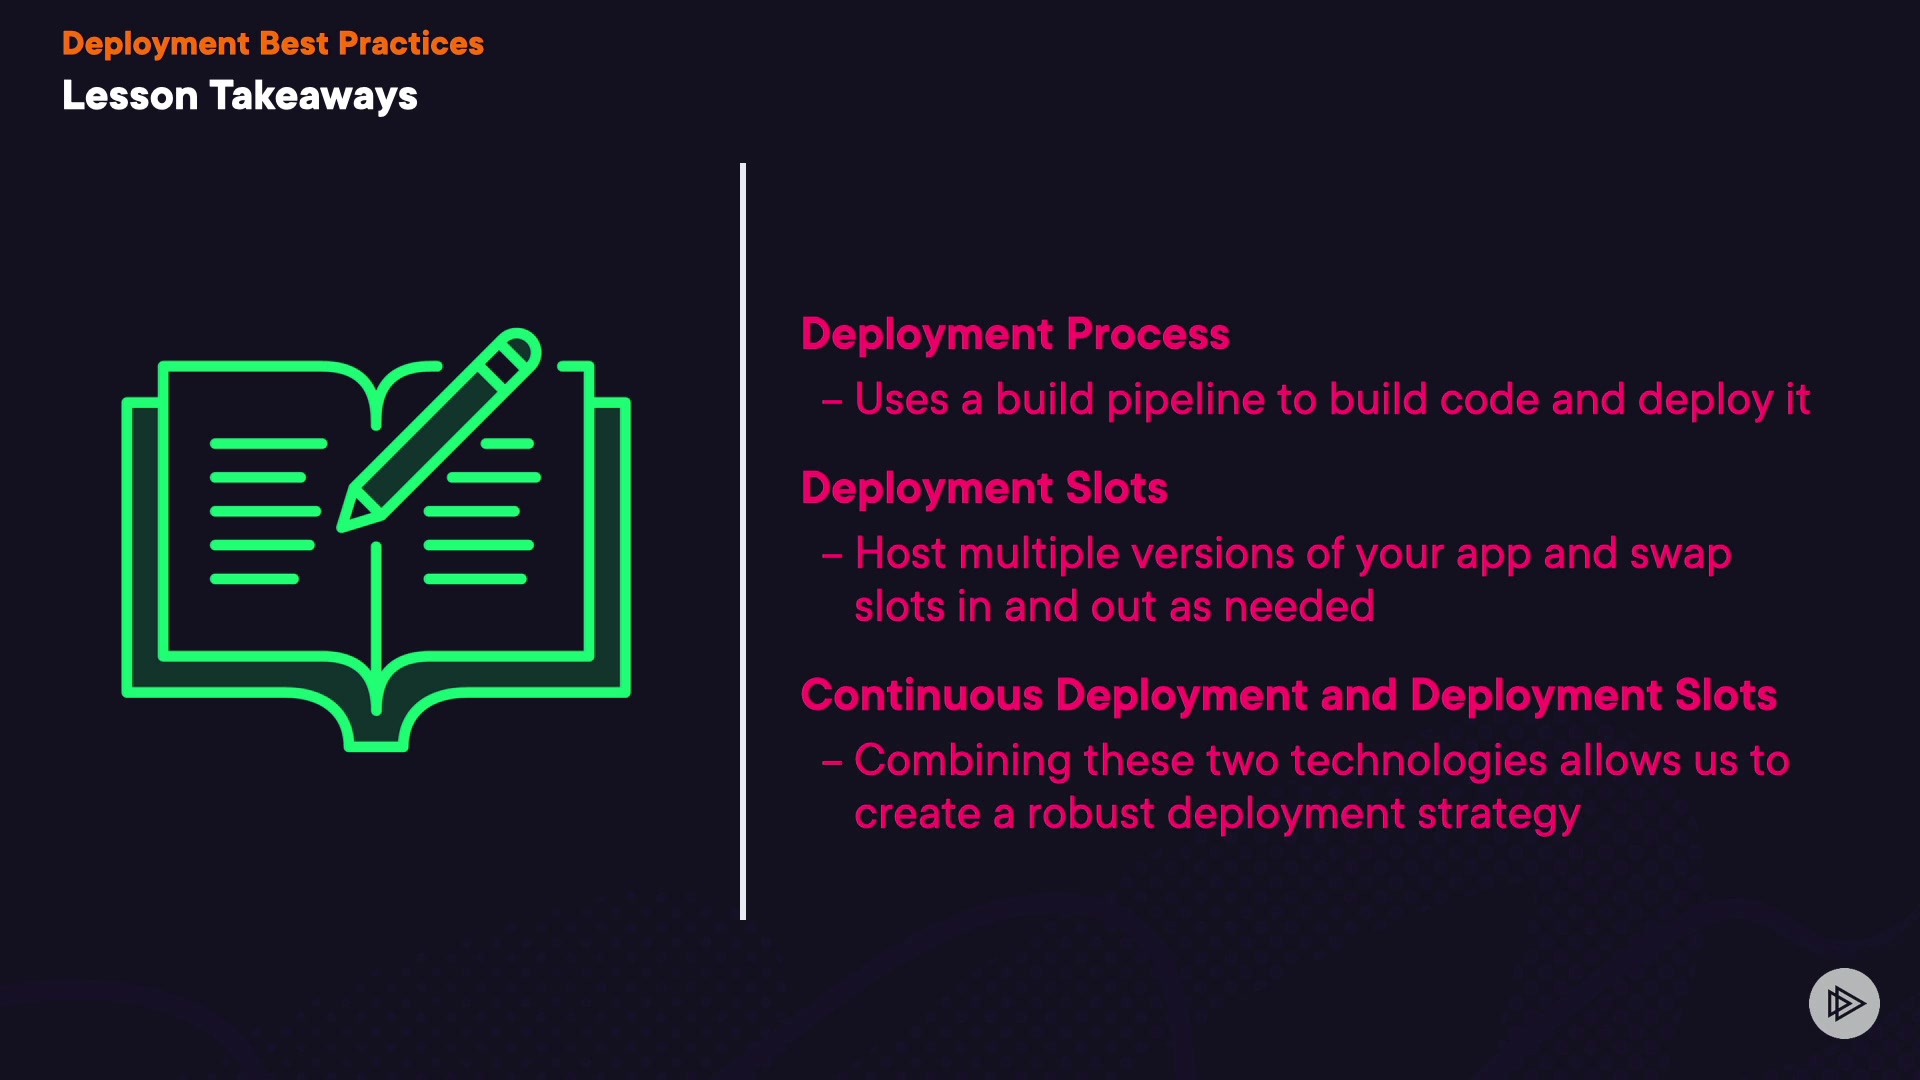 Deployment Best Practices
Lesson Takeaways
Deployment Process
– Uses a build pipeline to build code and deploy it
Deployment Slots
– Host multiple versions of your app and swap
slots in and out as needed
Continuous Deployment and Deployment Slots
– Combining these two technologies allows us to
create a robust deployment strategy